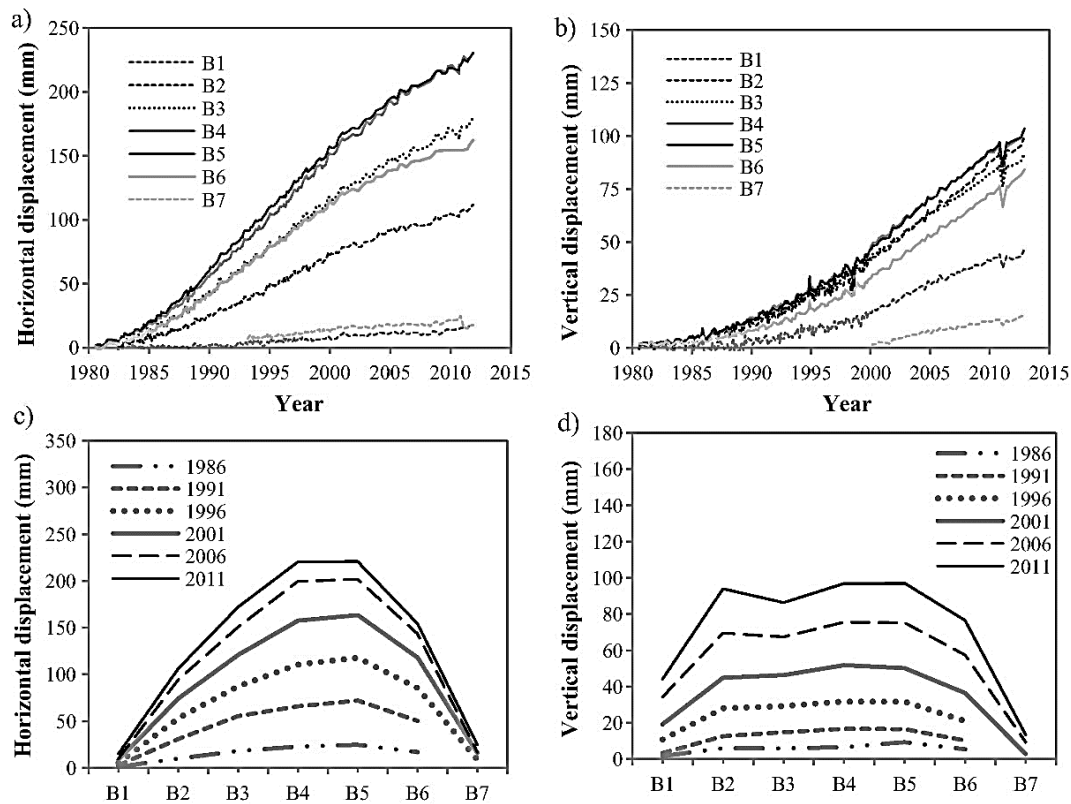 a)
Horizontal displacement (mm)
250
200
150
100
50
0
B1
B2
B3
B4
B5
B6
B7
1980 1985 1990 1995 2000 2005 2010 2015
Year
b)
Vertical displacement (mm)
150
125
100
75
50
25
0
B1
B2
B3
B4
B5
B6
B7
1980 1985 1990 1995 2000 2005 2010 2015
Year
c)
Horizontal displacement (mm)
350
300
250
200
150
100
50
0
1986
1991
1996
2001
2006
2011
B1 B2 B3 B4 B5 B6 B7
d)
Vertical displacement (mm)
180
160
140
120
100
80
60
40
20
0
1986
1991
1996
2001
2006
2011
B1 B2 B3 B4 B5 B6 B7